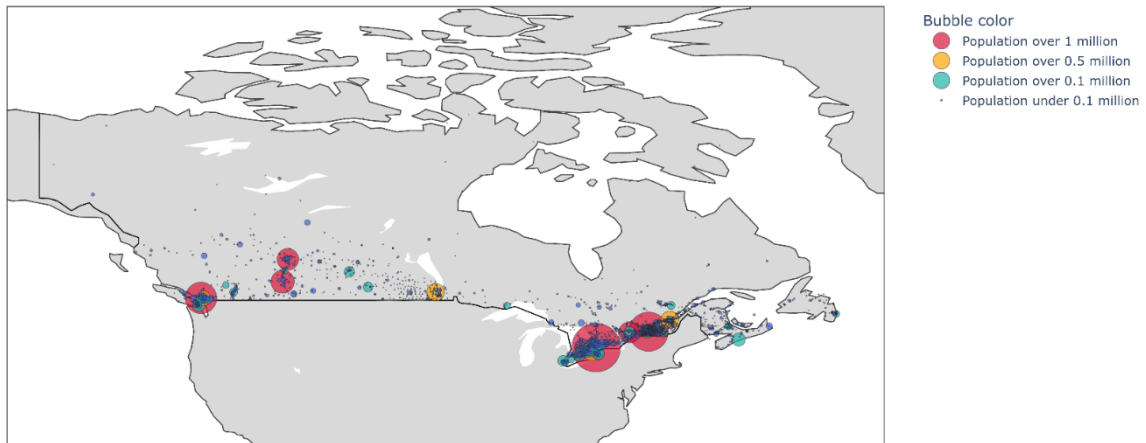 Bubble color
Population over 1 million
Population over 0.5 million
Population over 0.1 million
Population under 0.1 million